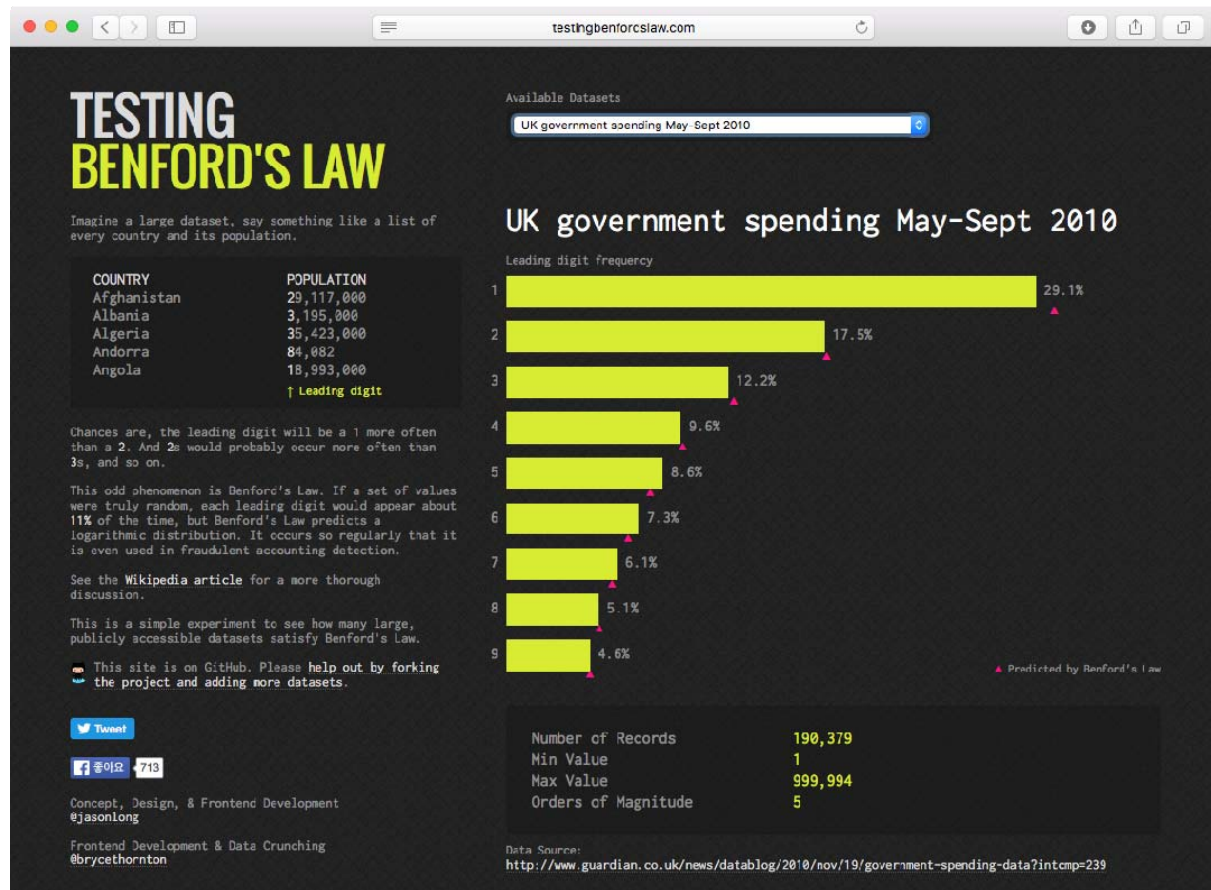 testingbenfordslaw.com
TESTING
BENFORD'S LAW
Imagine a large dataset, say something like a list of
every country and its population.
COUNTRY POPULATION
Afghanistan 29,117,000
Albania 3,195,000
Algeria 35,423,000
Andorra 84,082
Angola 18,993,000
↑ Leading digit
Chances are, the leading digit will be a 1 more often
than a 2. And 2s would probably occur more often than
3s, and so on.
This odd phenomenon is Benford's Law. If a set of values
were truly random, each leading digit would appear about
11% of the time, but Benford's Law predicts a
logarithmic distribution. It occurs so regularly that it
is even used in fraudulent accounting detection.
See the Wikipedia article for a more thorough
discussion.
This is a simple experiment to see how many large,
publicly accessible datasets satisfy Benford's Law.
This site is on GitHub. Please help out by forking
the project and adding more datasets.
Tweet
좋아요 713
Concept, Design, & Frontend Development
@jasonlong
Frontend Development & Data Crunching
@brycethornton
Available Datasets
UK government spending May-Sept 2010
UK government spending May-Sept 2010
Leading digit frequency
1 29.1%
2 17.5%
3 12.2%
4 9.6%
5 8.6%
6 7.3%
7 6.1%
8 5.1%
9 4.6%
▲ Predicted by Benford's Law
Number of Records 190,379
Min Value 1
Max Value 999,994
Orders of Magnitude 5
Data Source:
http://www.guardian.co.uk/news/datablog/2010/nov/19/government-spending-data?intcmp=239